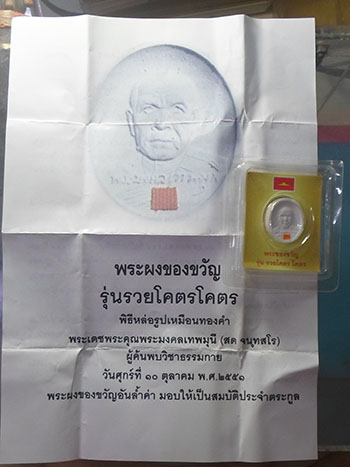 พระผงของขวัญ
รุ่นรวยโคตรโคตร
พิธีหล่อรูปเหมือนทองคำ
พระเดชพระคุณพระมงคลเทพมุนี (สด จนฺทสโร)
ผู้ค้นพบวิชาธรรมกาย
วันศุกร์ที่ ๑๐ ตุลาคม พ.ศ.๒๕๕๑
พระผงของขวัญอันล้ำค่า มอบให้เป็นสมบัติประจำตระกูล
พระของขวัญ
รุ่น รวย โคตร โคตร